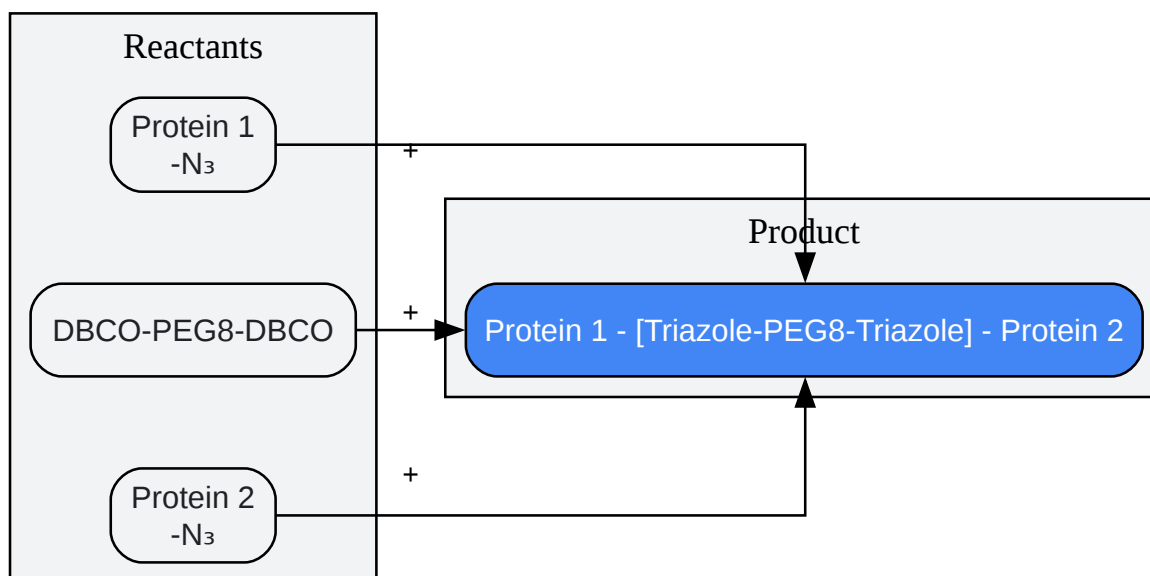 Reactants
Protein 1
-N₃
+
Product
DBCO-PEG8-DBCO
+
Protein 1 - [Triazole-PEG8-Triazole] - Protein 2
Protein 2
-N₃
+